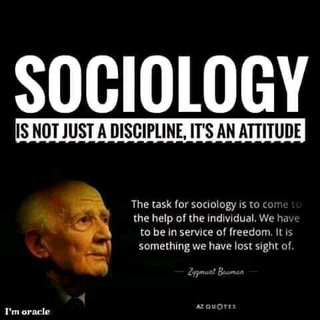 SOCIOLOGY
IS NOT JUST A DISCIPLINE, IT'S AN ATTITUDE
The task for sociology is to come to
the help of the individual. We have
to be in service of freedom. It is
something we have lost sight of.
— Zygmunt Bauman —
AZ QUOTES
I'm oracle